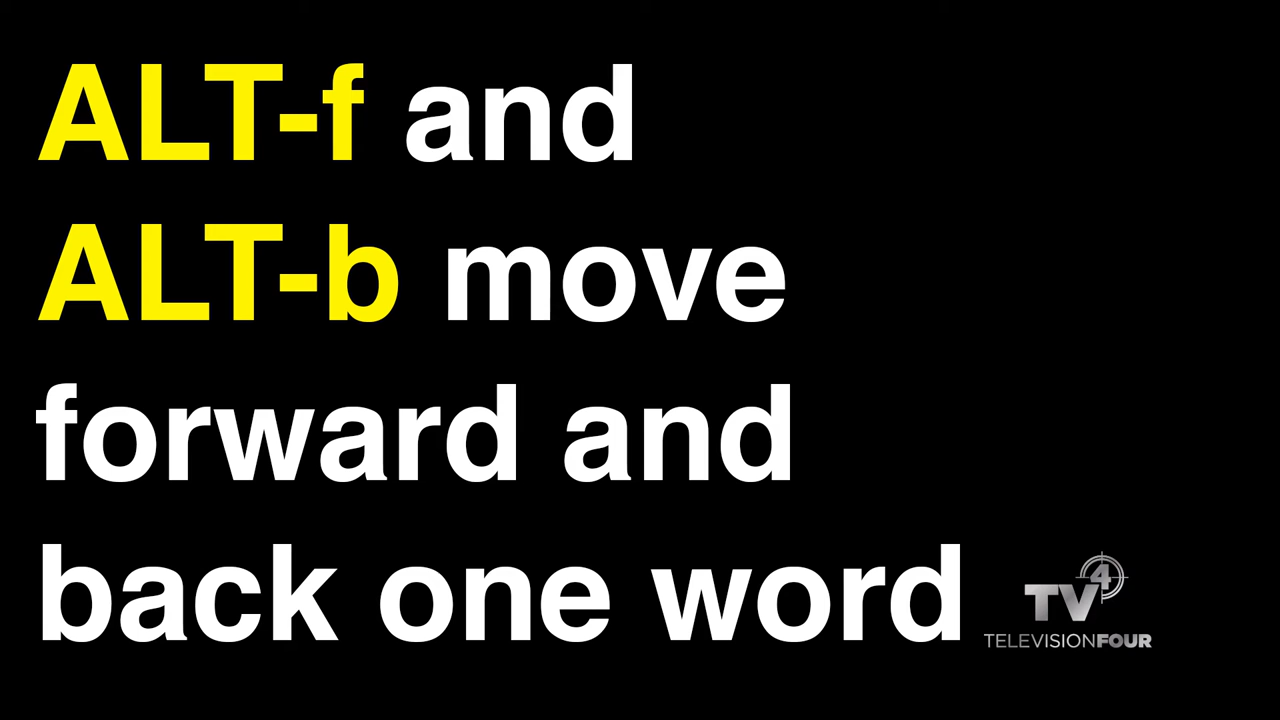 ALT-f and
ALT-b move
forward and
back one word
TV4
TELEVISIONFOUR